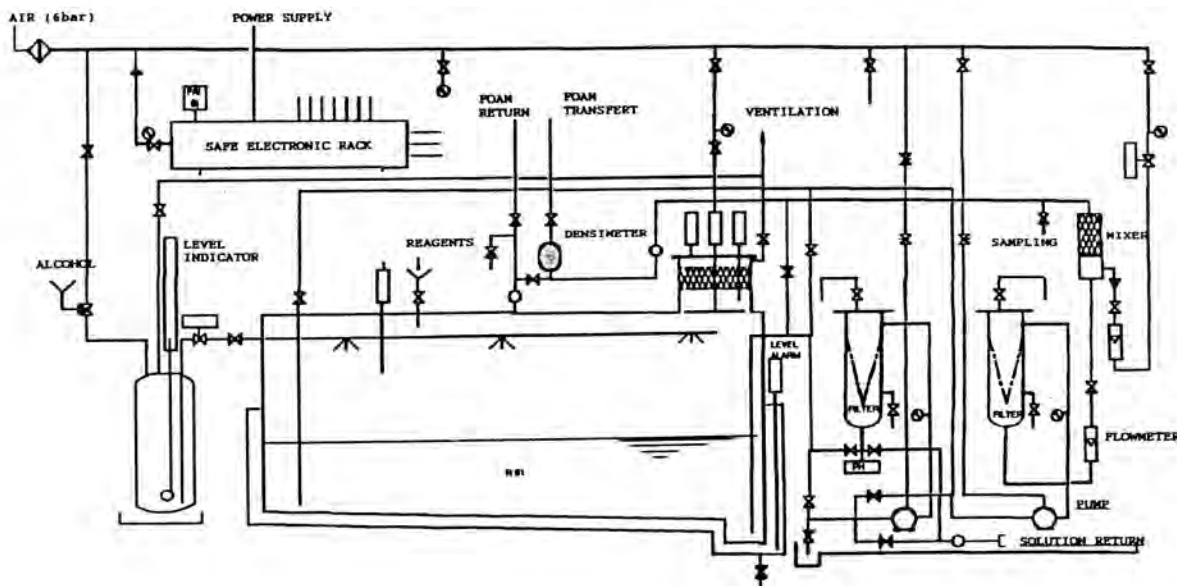 AIR (6bar)
POWER SUPPLY
SAFE ELECTRONIC RACK
FOAM
RETURN
FOAM
TRANSFERT
VENTILATION
DENSIMETER
REAGENTS
LEVEL
INDICATOR
ALCOHOL
SAMPLING
MIXER
LEVEL
ALARM
FILTER
FILTER
FLOWMETER
PH
PUMP
SOLUTION RETURN